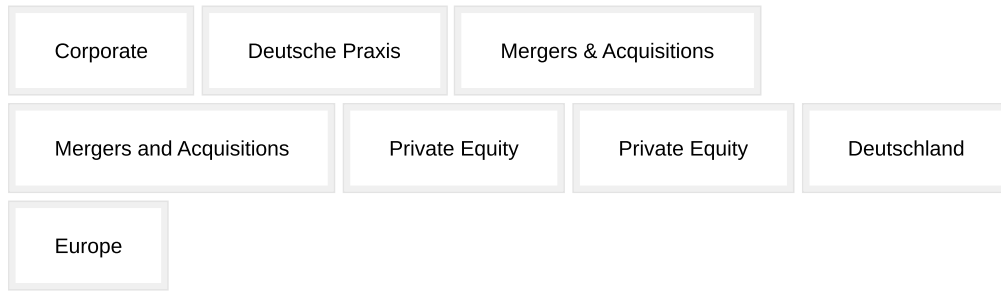 Corporate Deutsche Praxis Mergers & Acquisitions
Mergers and Acquisitions Private Equity Private Equity Deutschland
Europe